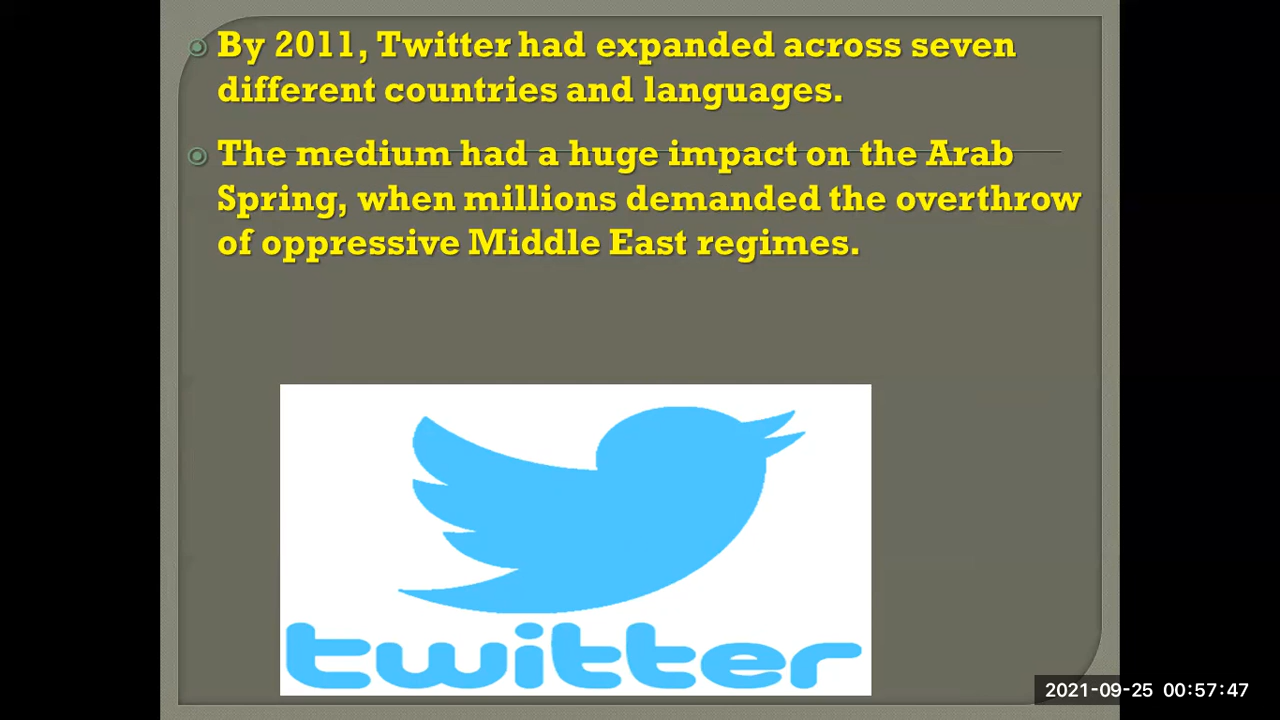 By 2011, Twitter had expanded across seven
different countries and languages.
The medium had a huge impact on the Arab
Spring, when millions demanded the overthrow
of oppressive Middle East regimes.
twitter
2021-09-25 00:57:47